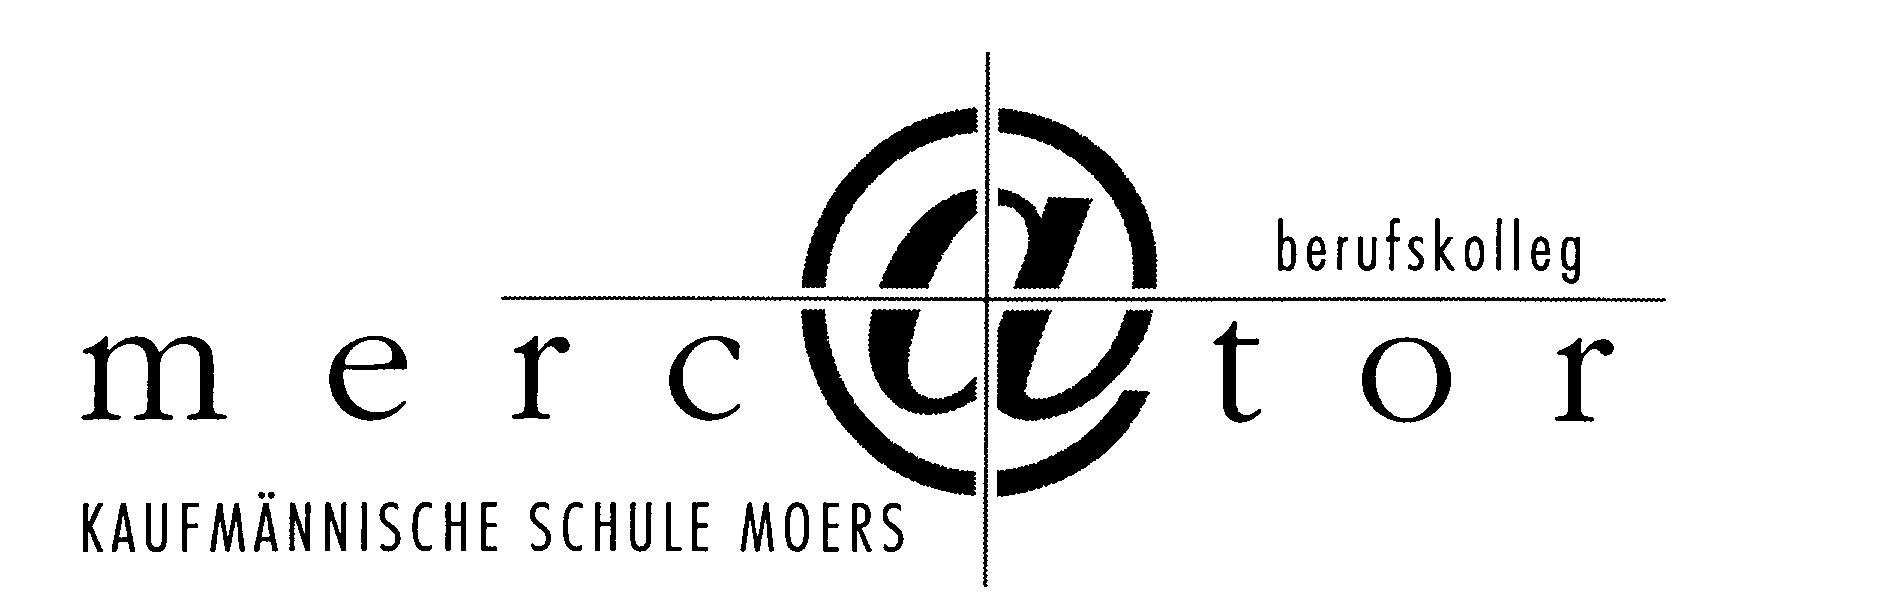 berufskolleg
merc@tor
KAUFMÄNNISCHE SCHULE MOERS